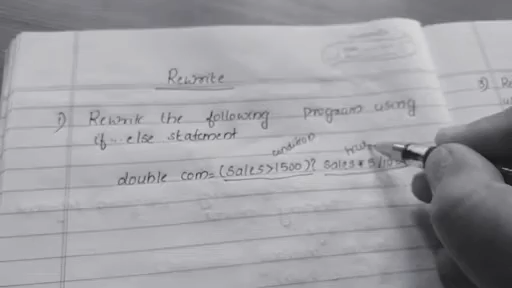 Rewrite
1) Rewrite the following program using
if...else statement
condition
true
double com=(sales>1500)? sales*5/100